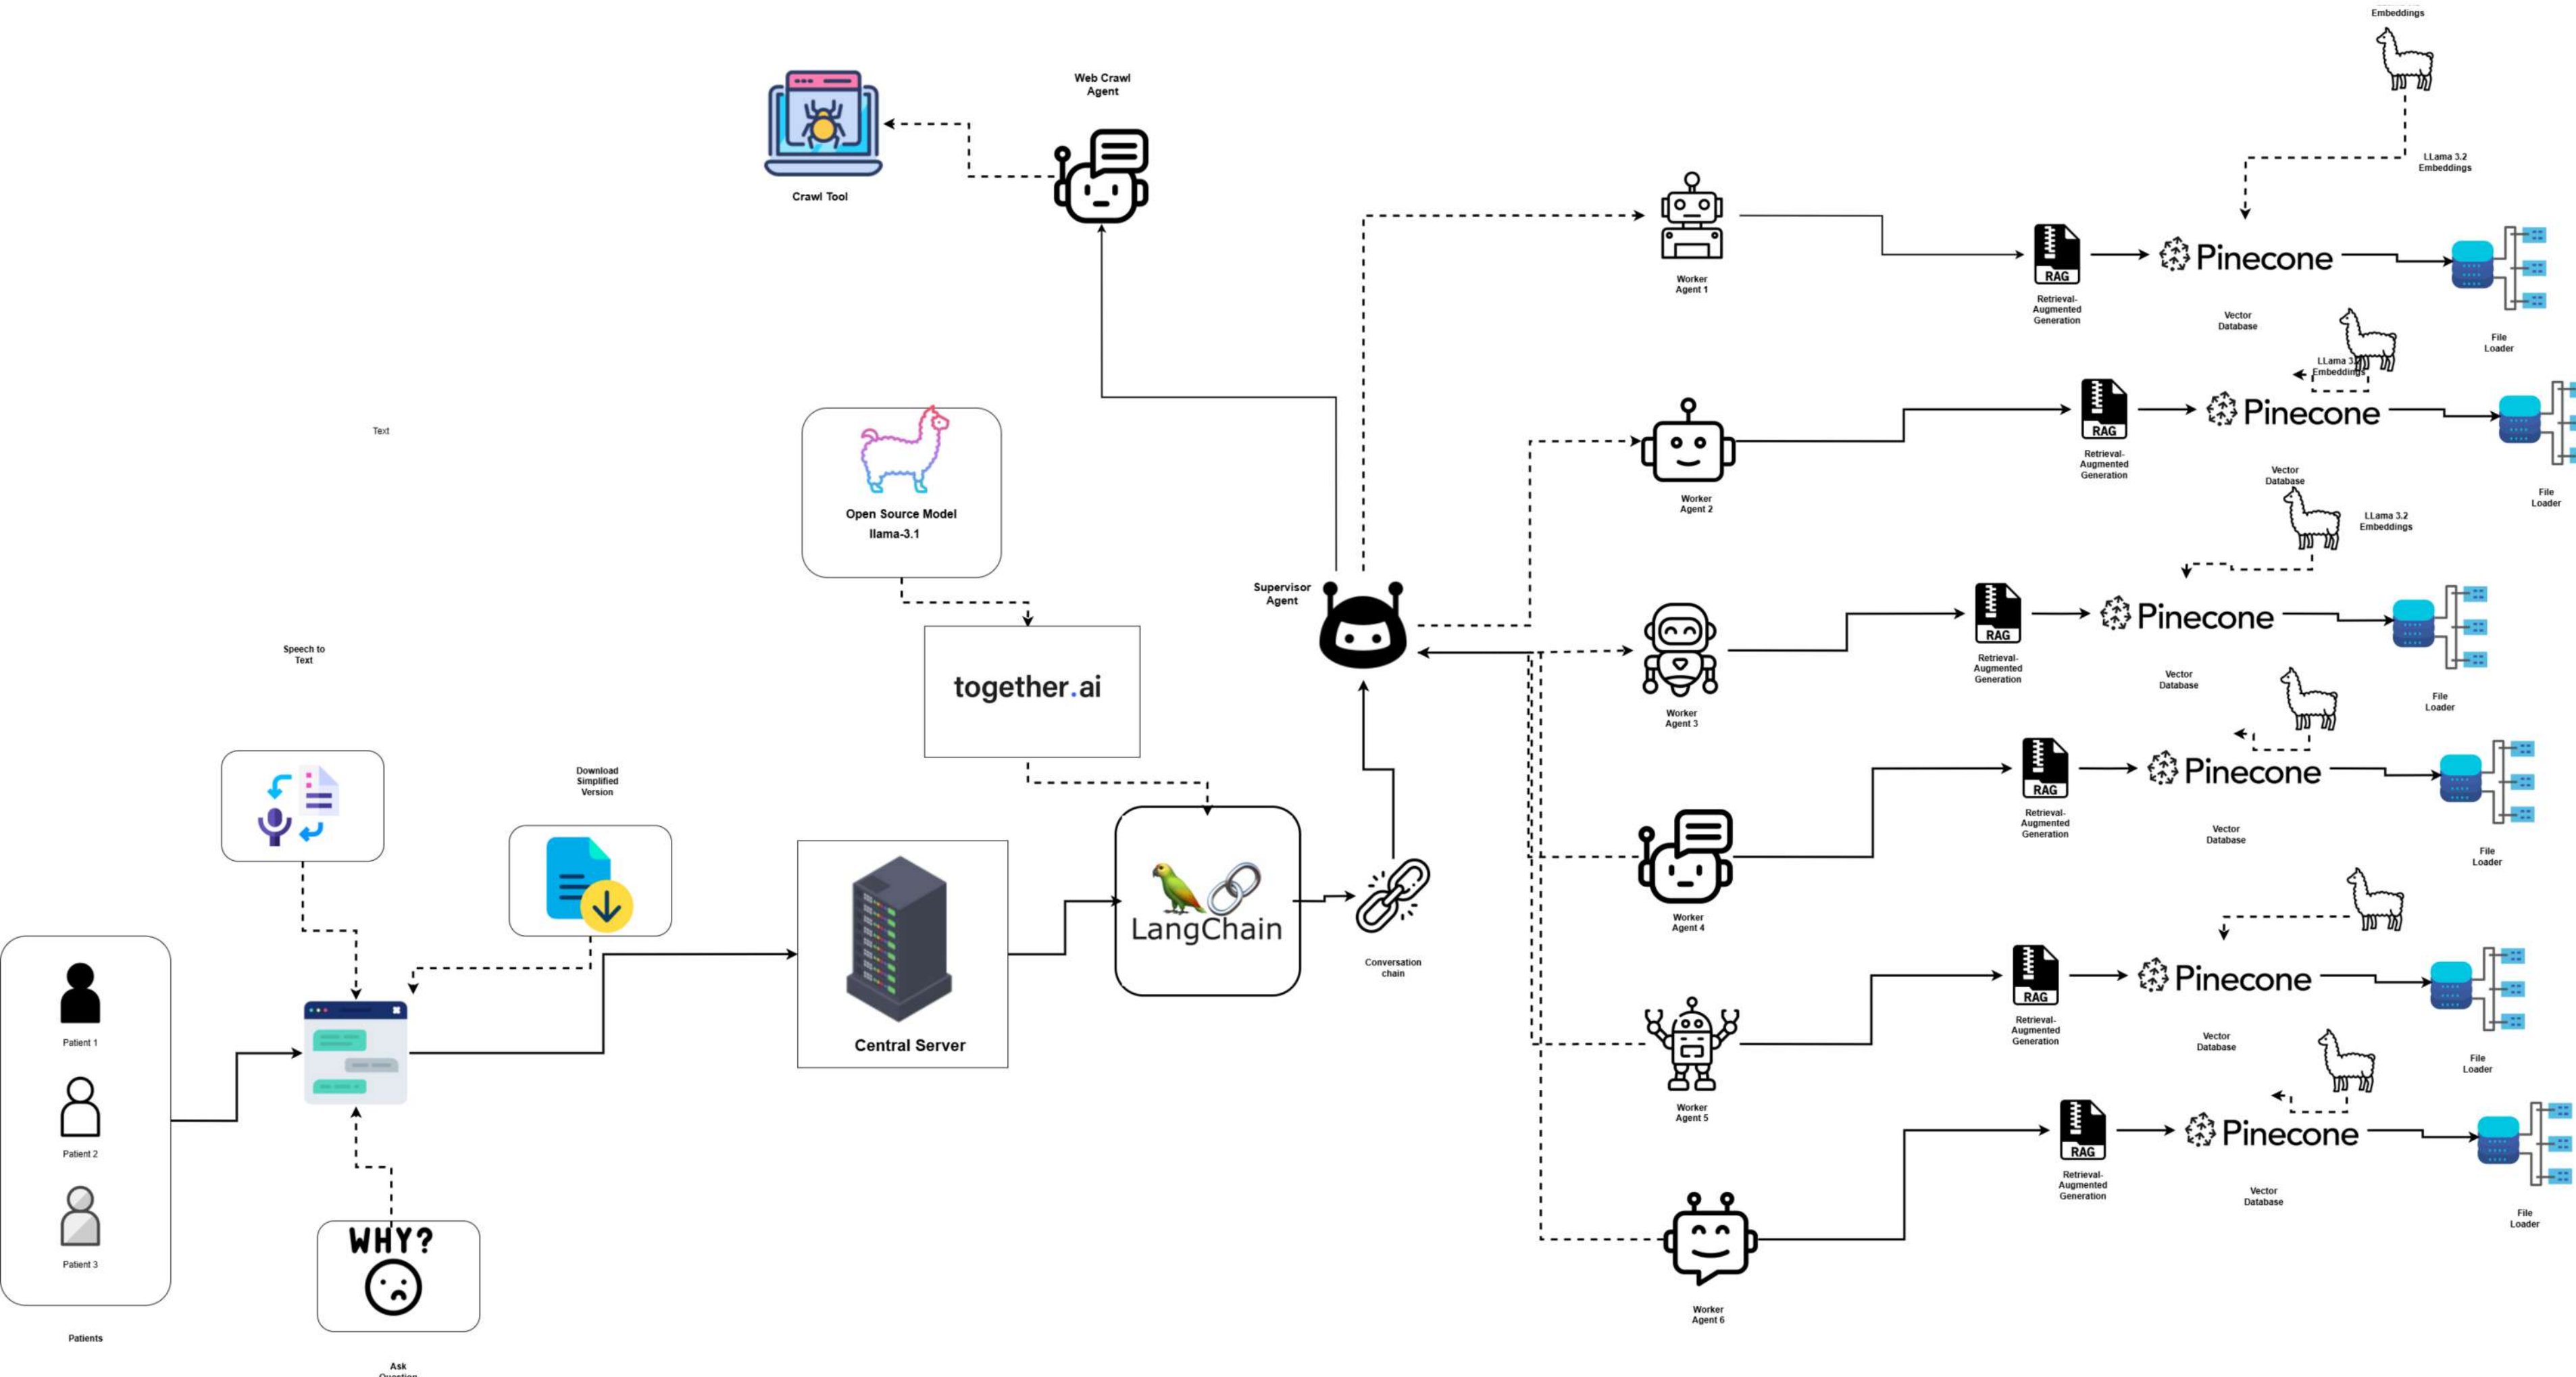 Embeddings
Web Crawl
Agent
Crawl Tool
LLama 3.2
Embeddings
Worker
Agent 1
RAG
Retrieval-
Augmented
Generation
Pinecone
Vector
Database
File
Loader
LLama 3.2
Embeddings
Text
Open Source Model
llama-3.1
Worker
Agent 2
RAG
Retrieval-
Augmented
Generation
Pinecone
Vector
Database
File
Loader
LLama 3.2
Embeddings
Supervisor
Agent
Speech to
Text
together.ai
Worker
Agent 3
RAG
Retrieval-
Augmented
Generation
Pinecone
Vector
Database
File
Loader
Download
Simplified
Version
Worker
Agent 4
RAG
Retrieval-
Augmented
Generation
Pinecone
Vector
Database
File
Loader
Central Server
LangChain
Conversation
chain
Worker
Agent 5
RAG
Retrieval-
Augmented
Generation
Pinecone
Vector
Database
File
Loader
Patient 1
Patient 2
Patient 3
Patients
WHY?
Ask
Question
Worker
Agent 6
RAG
Retrieval-
Augmented
Generation
Pinecone
Vector
Database
File
Loader